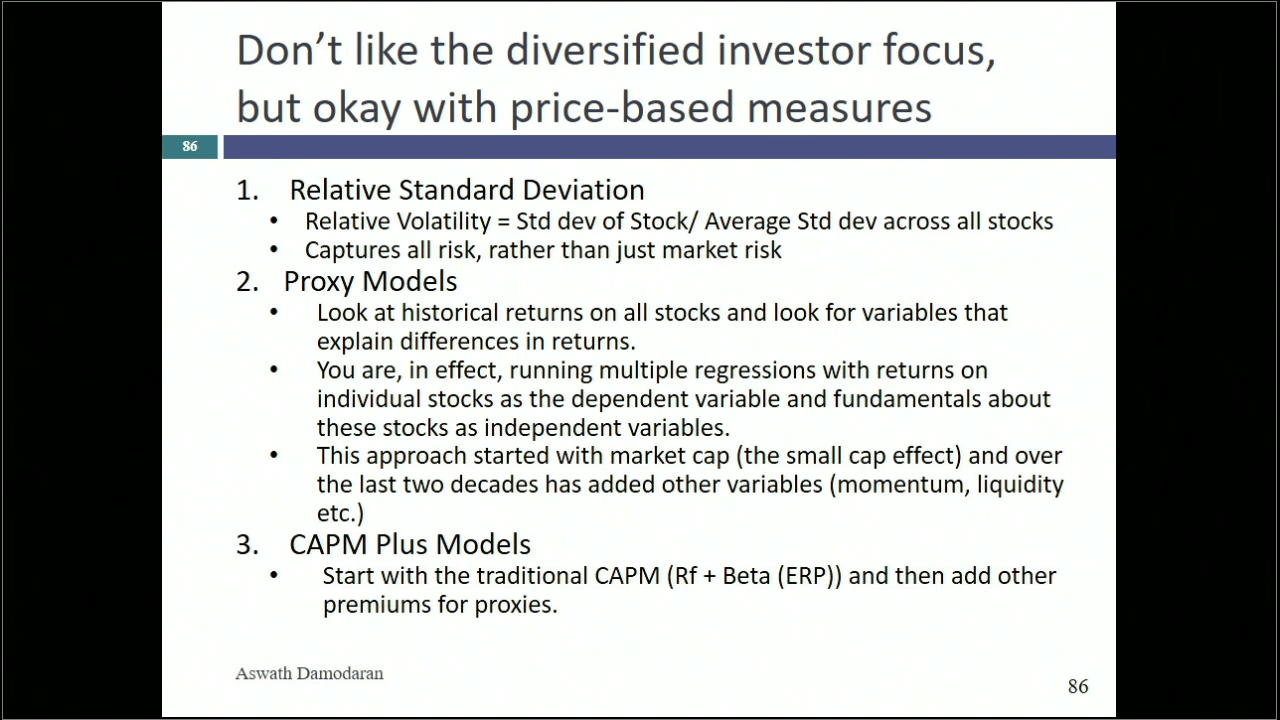 Don’t like the diversified investor focus,
but okay with price-based measures
86
1. Relative Standard Deviation
• Relative Volatility = Std dev of Stock/ Average Std dev across all stocks
• Captures all risk, rather than just market risk
2. Proxy Models
• Look at historical returns on all stocks and look for variables that
explain differences in returns.
• You are, in effect, running multiple regressions with returns on
individual stocks as the dependent variable and fundamentals about
these stocks as independent variables.
• This approach started with market cap (the small cap effect) and over
the last two decades has added other variables (momentum, liquidity
etc.)
3. CAPM Plus Models
• Start with the traditional CAPM (Rf + Beta (ERP)) and then add other
premiums for proxies.
Aswath Damodaran
86